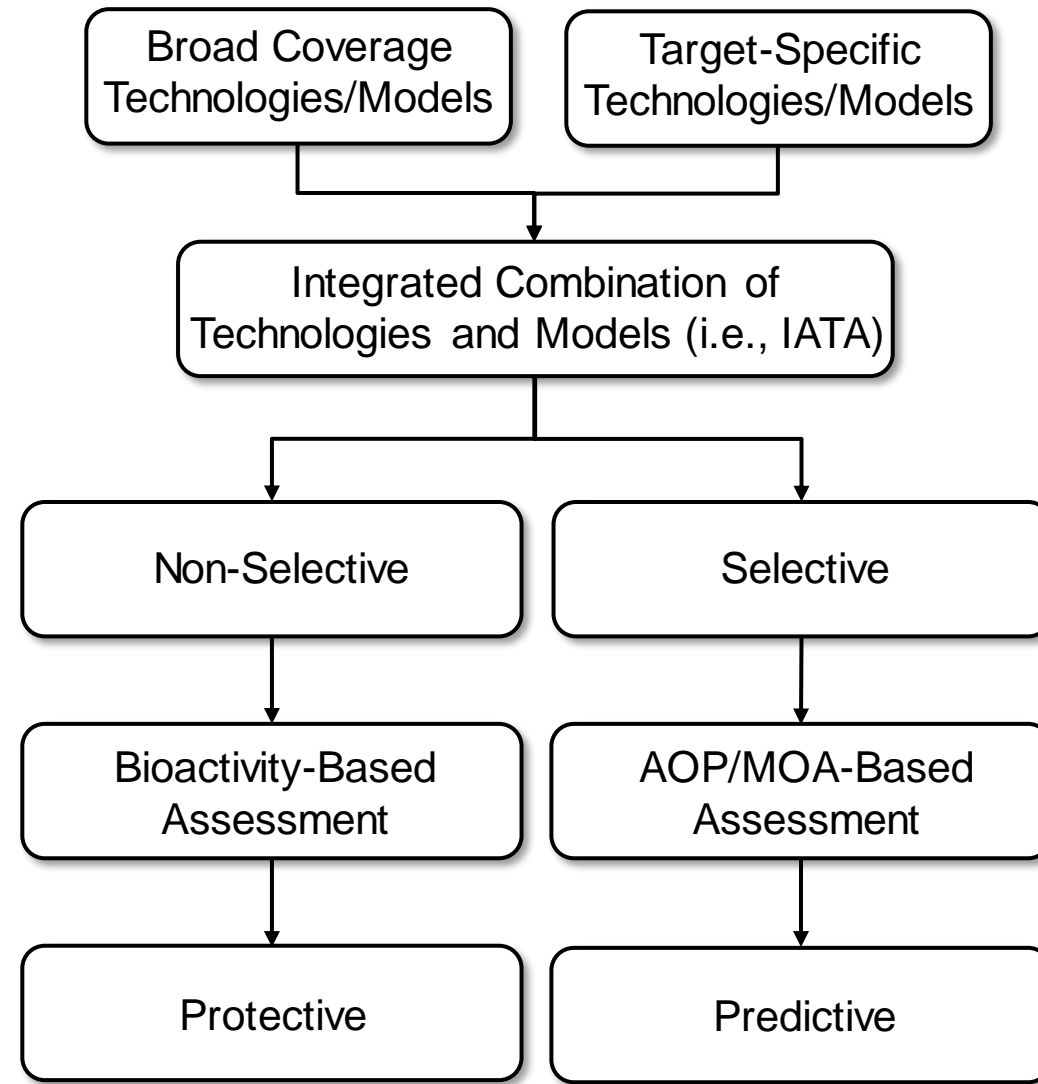 Broad Coverage
Technologies/Models
Target-Specific
Technologies/Models
Integrated Combination of
Technologies and Models (i.e., IATA)
Non-Selective
Selective
Bioactivity-Based
Assessment
AOP/MOA-Based
Assessment
Protective
Predictive